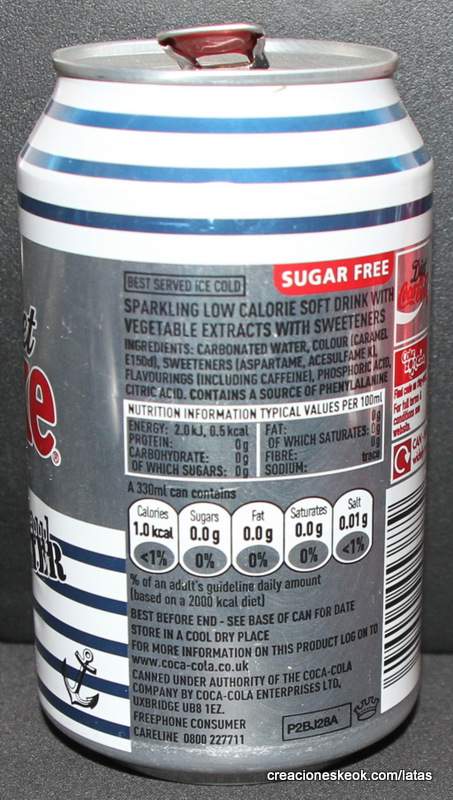 BEST SERVED ICE COLD
SUGAR FREE
SPARKLING LOW CALORIE SOFT DRINK WITH
VEGETABLE EXTRACTS WITH SWEETENERS
INGREDIENTS: CARBONATED WATER, COLOUR (CARAMEL
E150d), SWEETENERS (ASPARTAME, ACESULFAME K),
FLAVOURINGS (INCLUDING CAFFEINE), PHOSPHORIC ACID,
CITRIC ACID. CONTAINS A SOURCE OF PHENYLALANINE
NUTRITION INFORMATION TYPICAL VALUES PER 100ml
ENERGY: 2.0kJ, 0.5kcal
PROTEIN: 0g
CARBOHYDRATE: 0g
OF WHICH SUGARS: 0g
FAT: 0g
OF WHICH SATURATES: 0g
FIBRE: 0g
SODIUM: trace
A 330ml can contains
Calories 1.0 kcal <1%
Sugars 0.0 g 0%
Fat 0.0 g 0%
Saturates 0.0 g 0%
Salt 0.01 g <1%
% of an adult's guideline daily amount
(based on a 2000 kcal diet)
BEST BEFORE END - SEE BASE OF CAN FOR DATE
STORE IN A COOL DRY PLACE
FOR MORE INFORMATION ON THIS PRODUCT LOG ON TO
www.coca-cola.co.uk
CANNED UNDER AUTHORITY OF THE COCA-COLA
COMPANY BY COCA-COLA ENTERPRISES LTD,
UXBRIDGE UB8 1EZ.
FREEPHONE CONSUMER
CARELINE 0800 227711
P2BJ28A
et
ke®
Diet
creacioneskeok.com/latas